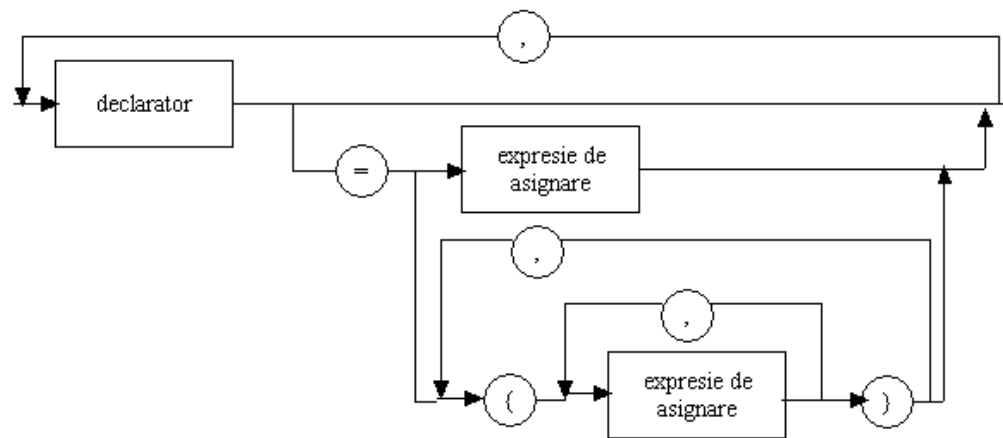 ,
declarator
=
expresie de
asignare
,
,
(
expresie de
asignare
)